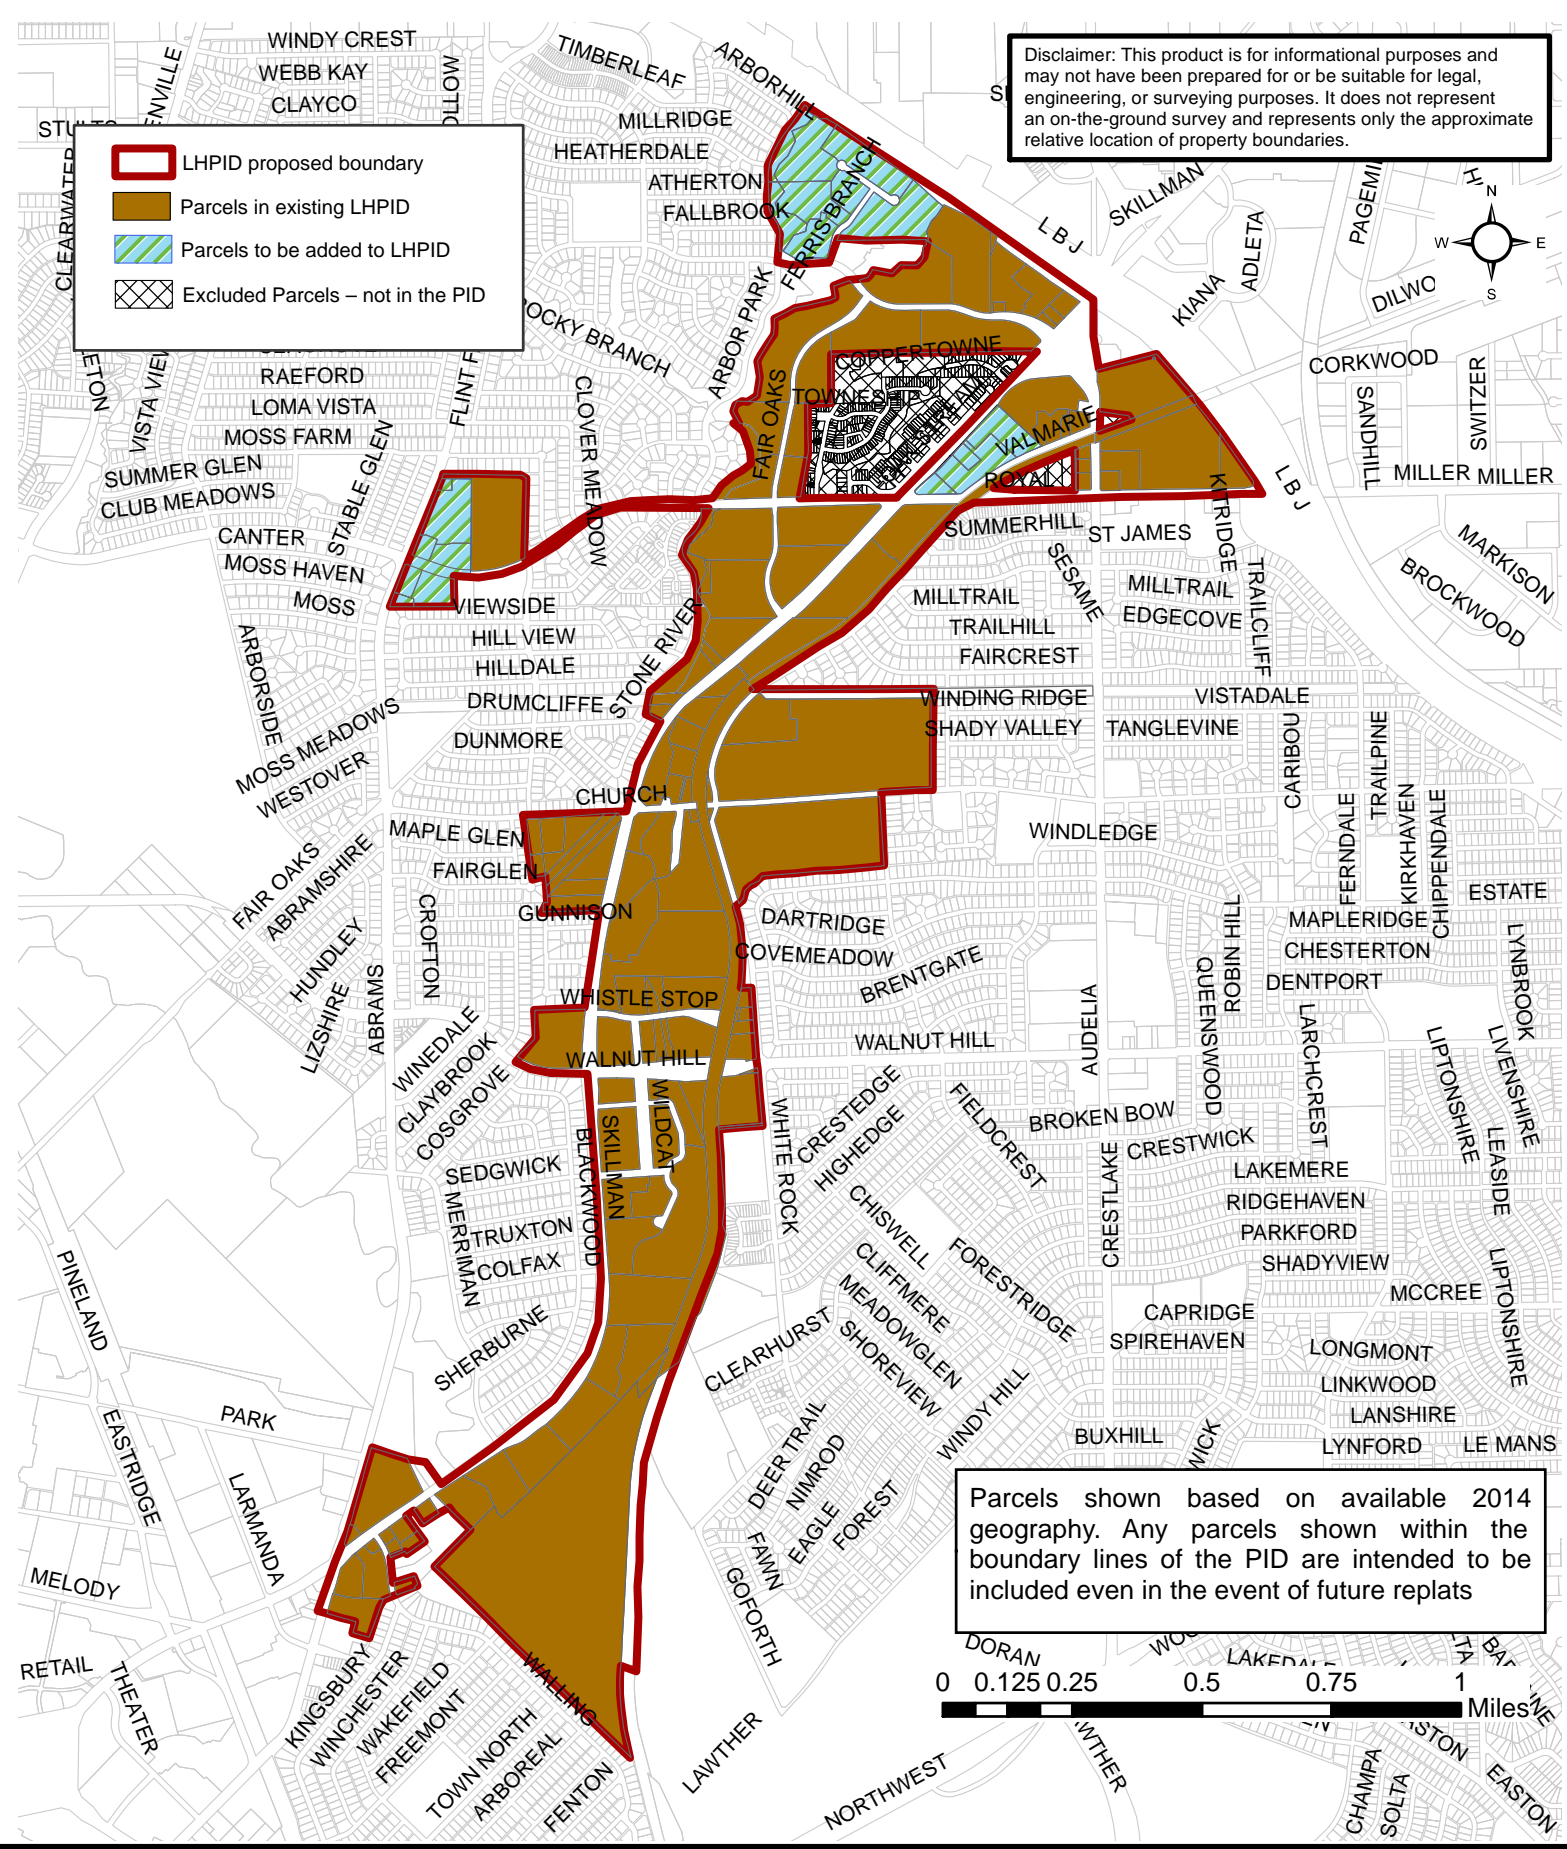 WINDY CREST
WEBB KAY
CLAYCO
TIMBERLEAF
ARBORHILL
MILLRIDGE
HEATHERDALE
ATHERTON
FALLBROOK
Disclaimer: This product is for informational purposes and
may not have been prepared for or be suitable for legal,
engineering, or surveying purposes. It does not represent
an on-the-ground survey and represents only the approximate
relative location of property boundaries.
LHPID proposed boundary
Parcels in existing LHPID
Parcels to be added to LHPID
Excluded Parcels – not in the PID
CLEARWATER
FERRIS BRANCH
LBJ
SKILLMAN
ADLETA
KIANA
N
W
E
S
ARBOR PARK
COPPERTOWNE
TOWNESHIP
FAIR OAKS
VALMARIE
ROYAL
CORKWOOD
SANDHILL
SWITZER
MILLER
MILLER
LBJ
KITRIDGE
MARKISON
BROCKWOOD
RAEFORD
LOMA VISTA
MOSS FARM
SUMMER GLEN
CLUB MEADOWS
CANTER
MOSS HAVEN
MOSS
STABLE GLEN
CLOVER MEADOW
VIEWSIDE
HILL VIEW
HILLDALE
DRUMCLIFFE
DUNMORE
STONE RIVER
SUMMERHILL
ST JAMES
SESAME
MILLTRAIL
MILLTRAIL
EDGECOVE
TRAILHILL
FAIRCREST
TRAILCLIFF
WINDING RIDGE
SHADY VALLEY
VISTADALE
TANGLEVINE
CARIBOU
TRAILPINE
ARBORSIDE
MOSS MEADOWS
WESTOVER
CHURCH
MAPLE GLEN
FAIRGLEN
GUNNISON
FAIR OAKS
ABRAMSHIRE
HUNDLEY
LIZSHIRE
ABRAMS
CROFTON
WINDLEDGE
FERNDALE
KIRKHAVEN
CHIPPENDALE
ESTATE
DARTRIDGE
COVEMEADOW
BRENTGATE
MAPLERIDGE
CHESTERTON
DENTPORT
ROBIN HILL
QUEENSWOOD
LYNBROOK
WHISTLE STOP
WALNUT HILL
WALNUT HILL
AUDELIA
LARCHCREST
LIPTONSHIRE
LIVENSHIRE
LEASIDE
WINEDALE
CLAYBROOK
COSGROVE
SEDGWICK
MERRIMAN
TRUXTON
COLFAX
SHERBURNE
BLACKWOOD
SKILLMAN
WILDCAT
WHITE ROCK
CRESTEDGE
HIGHEDGE
FIELDCREST
BROKEN BOW
CRESTWICK
CRESTLAKE
LAKEMERE
RIDGEHAVEN
PARKFORD
SHADYVIEW
MCCREE
LIPTONSHIRE
CHISWELL
CLIFFMERE
MEADOWGLEN
SHOREVIEW
FORESTRIDGE
CAPRIDGE
SPIREHAVEN
LONGMONT
LINKWOOD
LANSHIRE
LYNFORD
LE MANS
CLEARHURST
WINDY HILL
BUXHILL
DEER TRAIL
NIMROD
EAGLE
FOREST
FAWN
GOFORTH
PINELAND
PARK
EASTRIDGE
LARMANDA
MELODY
RETAIL
THEATER
KINGSBURY
WINCHESTER
WAKEFIELD
FREEMONT
TOWN NORTH
ARBOREAL
FENTON
WALLING
LAWTHER
NORTHWEST
Parcels shown based on available 2014
geography. Any parcels shown within the
boundary lines of the PID are intended to be
included even in the event of future replats
DORAN
0 0.125 0.25 0.5 0.75 1
Miles
CHAMPA
SOLTA
EASTON